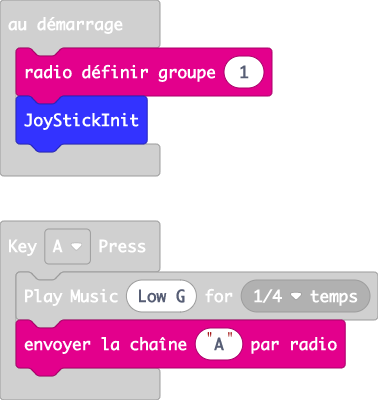 au démarrage
radio définir groupe 1
JoyStickInit
Key A Press
Play Music Low G for 1/4 temps
envoyer la chaîne "A" par radio